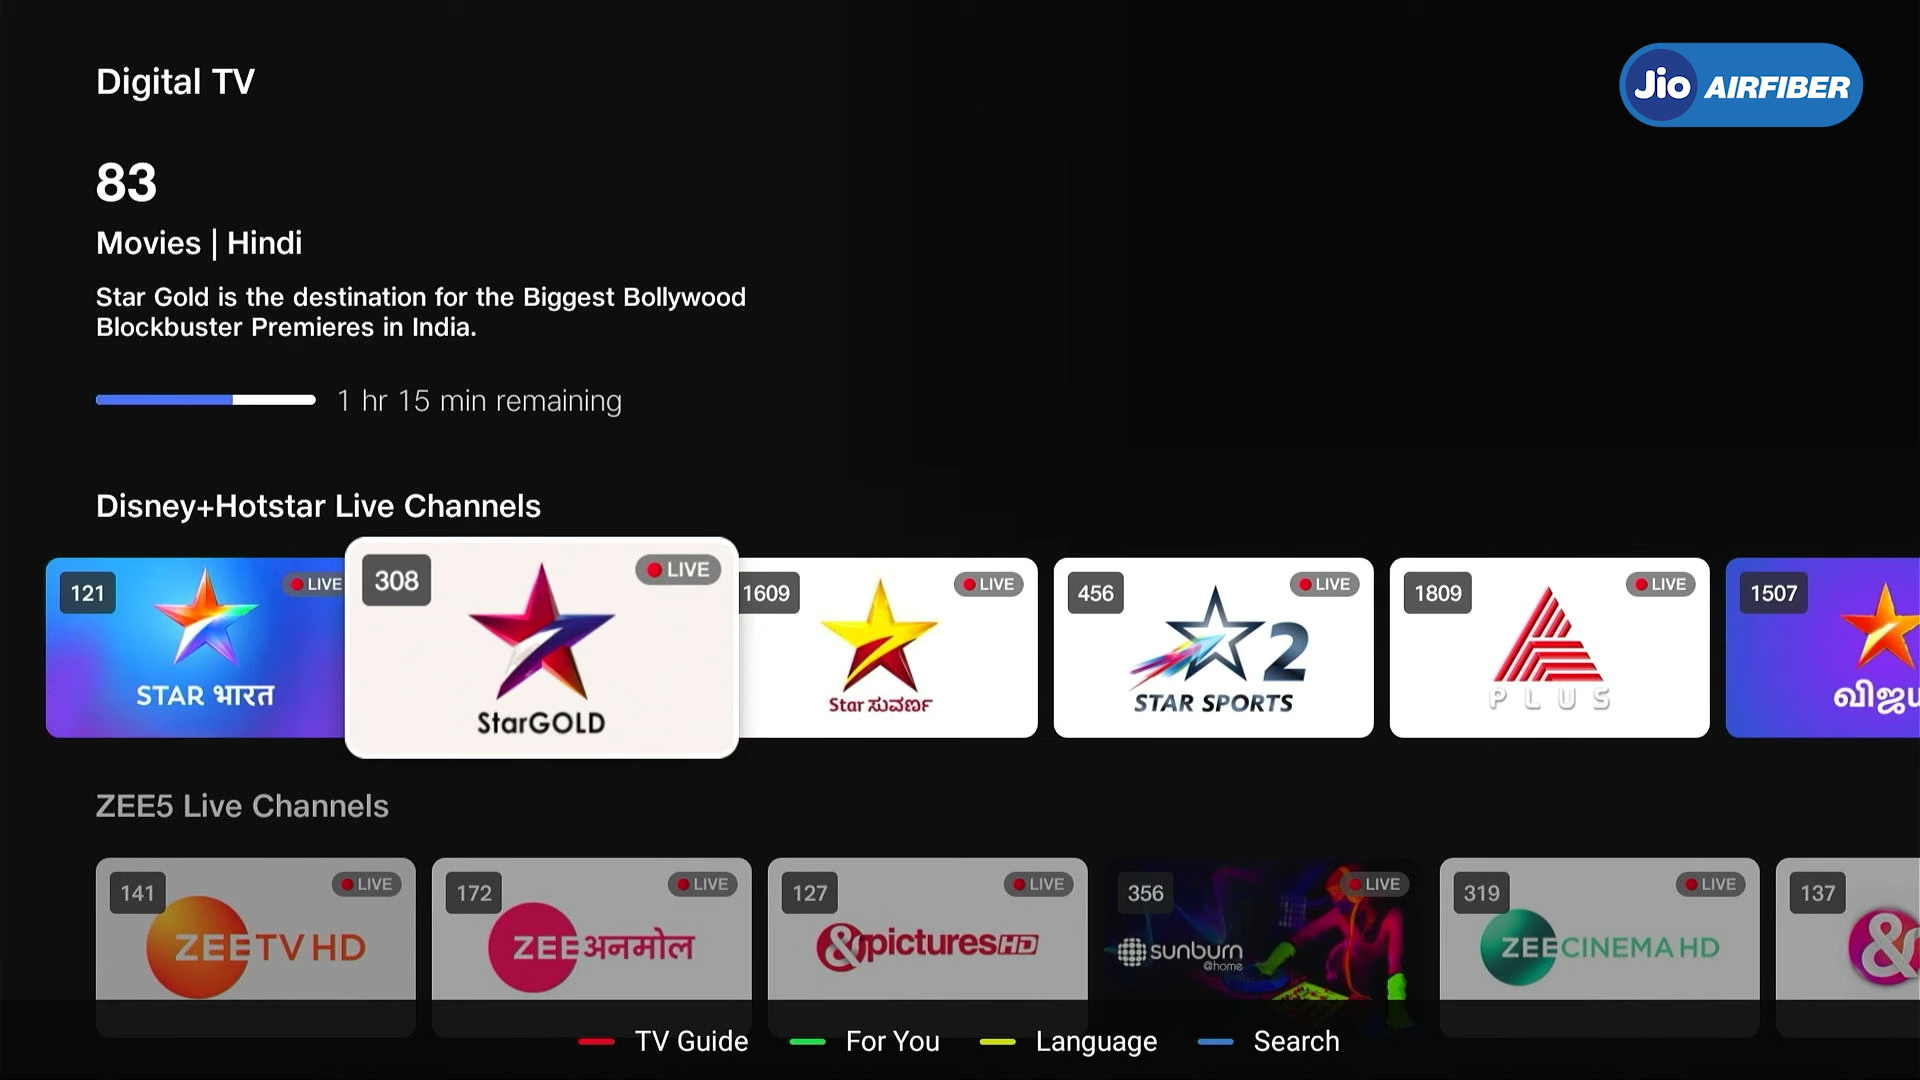 Digital TV
Jio AIRFIBER
83
Movies | Hindi
Star Gold is the destination for the Biggest Bollywood
Blockbuster Premieres in India.
1 hr 15 min remaining
Disney+Hotstar Live Channels
121
LIVE
STAR भारत
308
LIVE
StarGOLD
1609
LIVE
Star ಸುವರ್ಣ
456
LIVE
2
STAR SPORTS
1809
LIVE
PLUS
1507
ZEE5 Live Channels
141
LIVE
ZEETV HD
172
LIVE
ZEE अनमोल
127
LIVE
&pictures HD
356
LIVE
sunburn
@home
319
LIVE
ZEECINEMA HD
137
&
TV Guide
For You
Language
Search